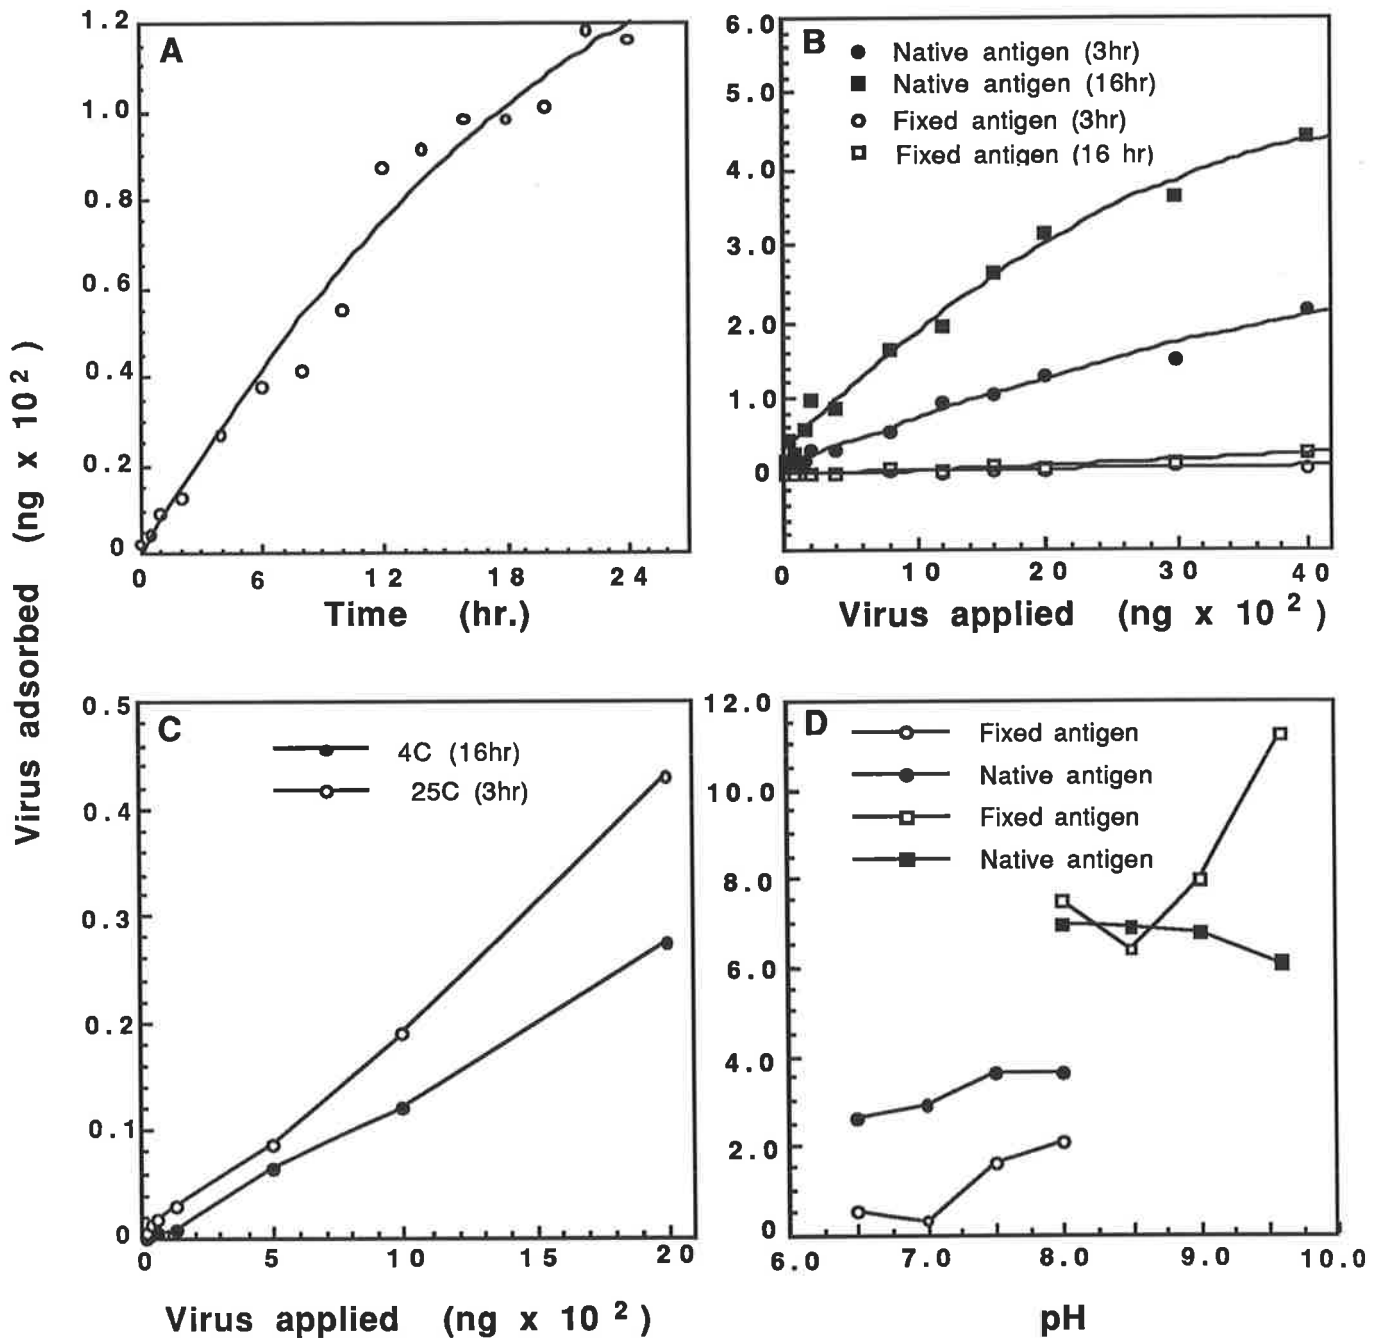 Virus adsorbed (ng x 10 2 )
A
1.2
1.0
0.8
0.6
0.4
0.2
0
0 6 12 18 24
Time (hr.)
B
Native antigen (3hr)
Native antigen (16hr)
Fixed antigen (3hr)
Fixed antigen (16 hr)
6.0
5.0
4.0
3.0
2.0
1.0
0
0 10 20 30 40
Virus applied (ng x 10 2 )
C
4C (16hr)
25C (3hr)
0.5
0.4
0.3
0.2
0.1
0
0 5 10 15 20
Virus applied (ng x 10 2 )
D
Fixed antigen
Native antigen
Fixed antigen
Native antigen
12.0
10.0
8.0
6.0
4.0
2.0
0
6.0 7.0 8.0 9.0 10.0
pH